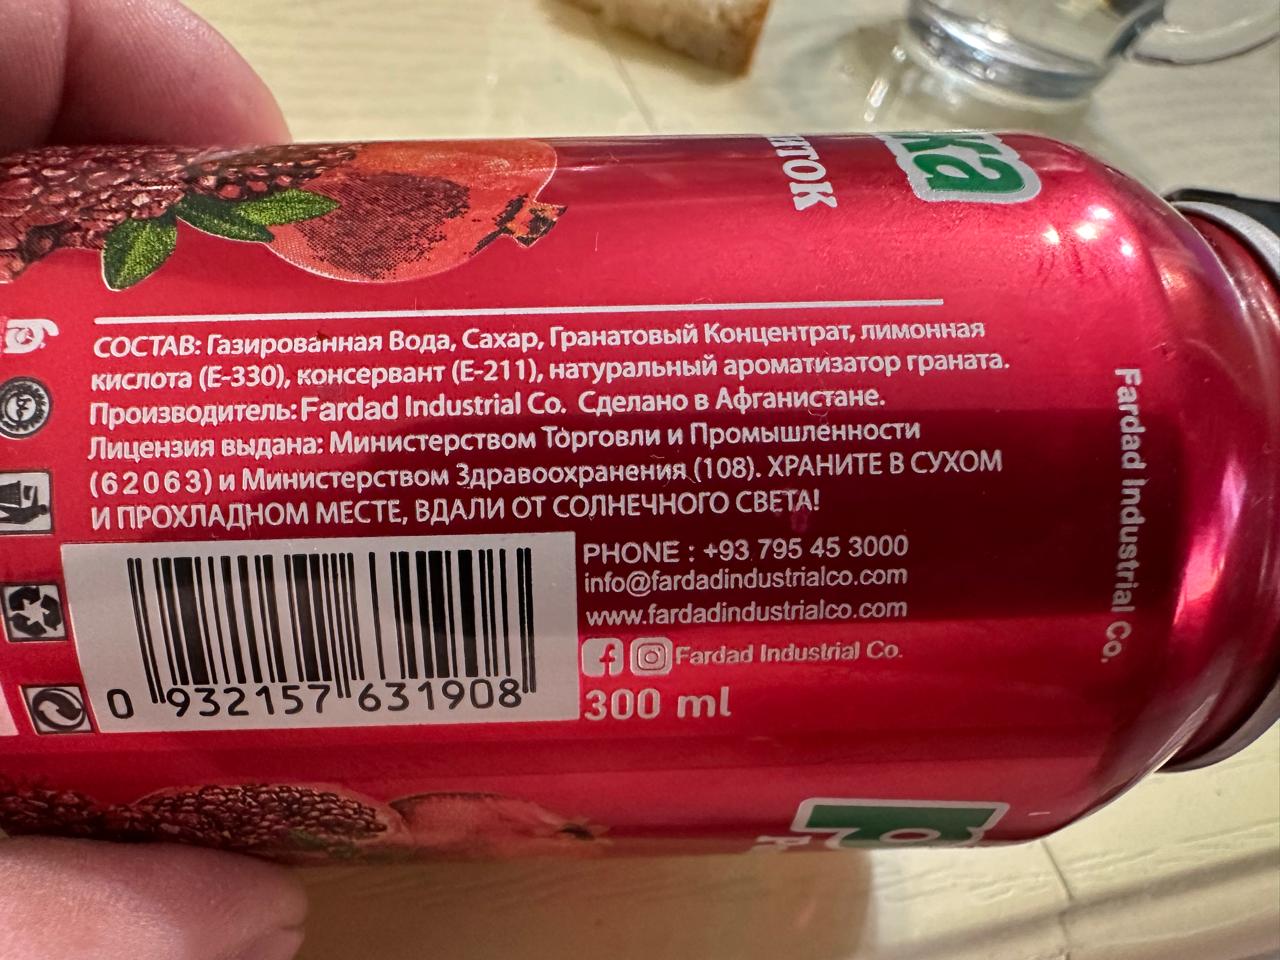 ка
ИТОК
СОСТАВ: Газированная Вода, Сахар, Гранатовый Концентрат, лимонная
кислота (Е-330), консервант (Е-211), натуральный ароматизатор граната.
Производитель: Fardad Industrial Co. Сделано в Афганистане.
Лицензия выдана: Министерством Торговли и Промышленности
(62063) и Министерством Здравоохранения (108). ХРАНИТЕ В СУХОМ
И ПРОХЛАДНОМ МЕСТЕ, ВДАЛИ ОТ СОЛНЕЧНОГО СВЕТА!
PHONE : +93 795 45 3000
info@fardadindustrialco.com
www.fardadindustrialco.com
Fardad Industrial Co.
300 ml
0 932157 631908
Fardad Industrial Co.